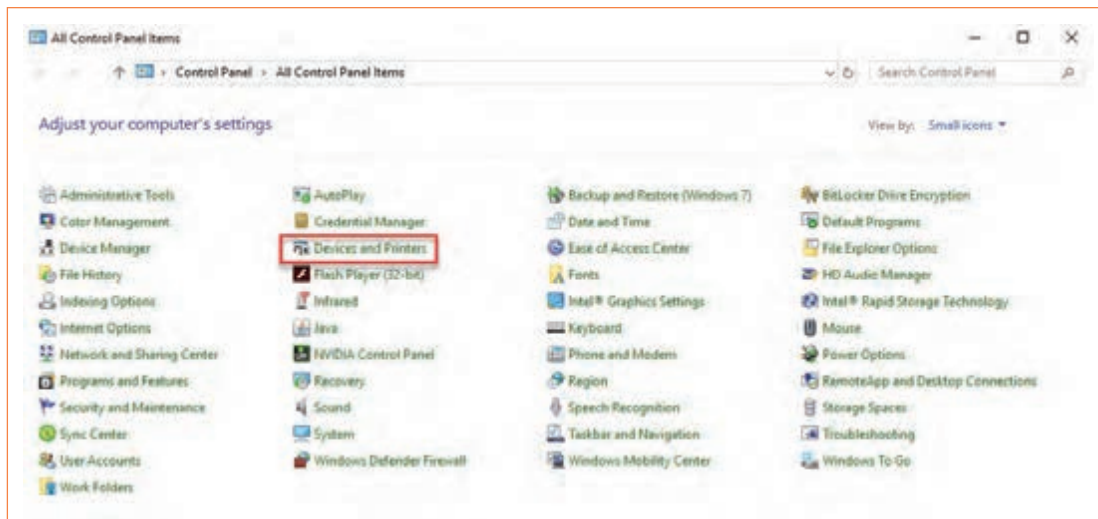 All Control Panel Items
Control Panel › All Control Panel Items
Search Control Panel
Adjust your computer's settings
View by: Small icons
Administrative Tools AutoPlay Backup and Restore (Windows 7) BitLocker Drive Encryption
Color Management Credential Manager Date and Time Default Programs
Device Manager Devices and Printers Ease of Access Center File Explorer Options
File History Flash Player (32-bit) Fonts HD Audio Manager
Indexing Options Infrared Intel® Graphics Settings Intel® Rapid Storage Technology
Internet Options Java Keyboard Mouse
Network and Sharing Center NVIDIA Control Panel Phone and Modem Power Options
Programs and Features Recovery Region RemoteApp and Desktop Connections
Security and Maintenance Sound Speech Recognition Storage Spaces
Sync Center System Taskbar and Navigation Troubleshooting
User Accounts Windows Defender Firewall Windows Mobility Center Windows To Go
Work Folders